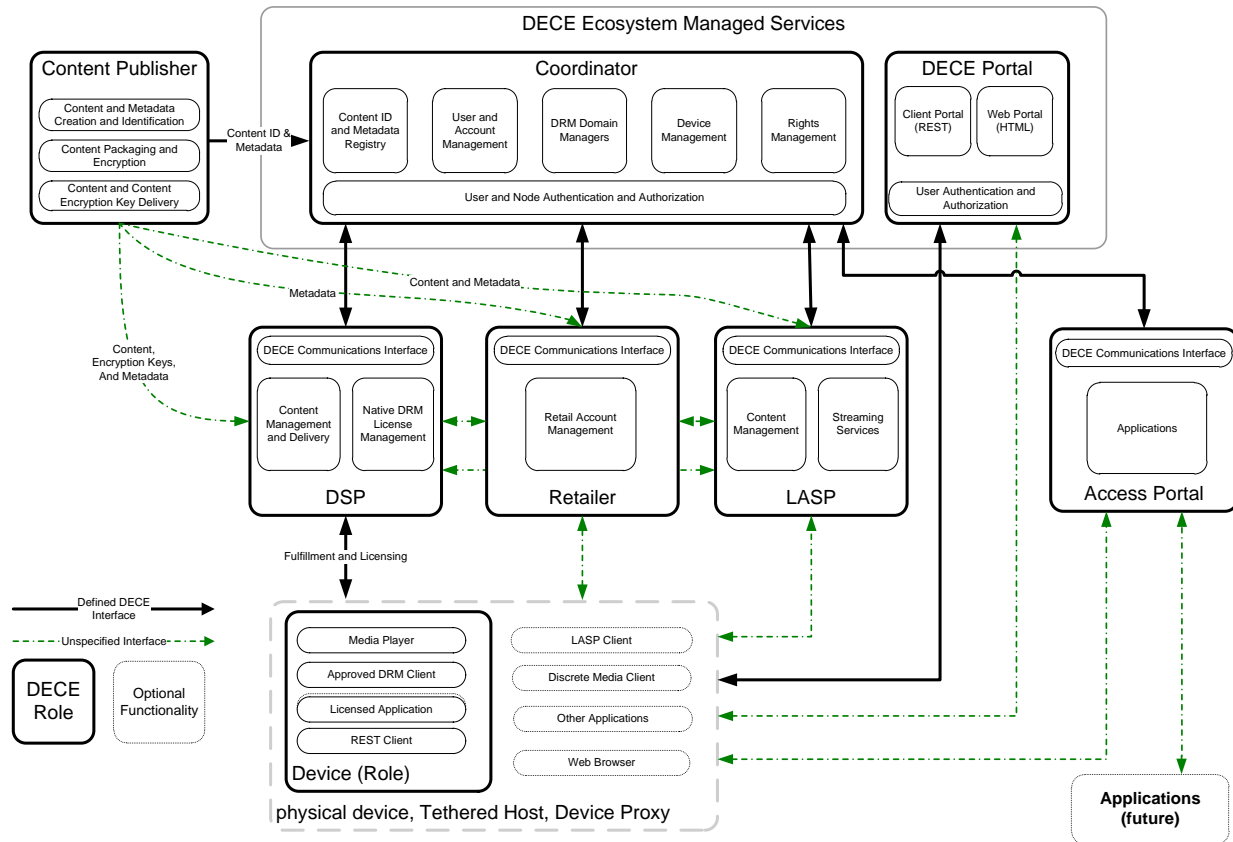 DECE Ecosystem Managed Services
Content Publisher
Content and Metadata
Creation and Identification
Content Packaging and
Encryption
Content and Content
Encryption Key Delivery
Content ID &
Metadata
Coordinator
Content ID
and Metadata
Registry
User and
Account
Management
DRM Domain
Managers
Device
Management
Rights
Management
User and Node Authentication and Authorization
DECE Portal
Client Portal
(REST)
Web Portal
(HTML)
User Authentication and
Authorization
Content and Metadata
Metadata
Content,
Encryption Keys,
And Metadata
DECE Communications Interface
Content
Management
and Delivery
Native DRM
License
Management
DSP
DECE Communications Interface
Retail Account
Management
Retailer
DECE Communications Interface
Content
Management
Streaming
Services
LASP
DECE Communications Interface
Applications
Access Portal
Fulfillment and Licensing
Defined DECE
Interface
Unspecified Interface
DECE
Role
Optional
Functionality
Media Player
Approved DRM Client
Licensed Application
REST Client
Device (Role)
LASP Client
Discrete Media Client
Other Applications
Web Browser
physical device, Tethered Host, Device Proxy
Applications
(future)